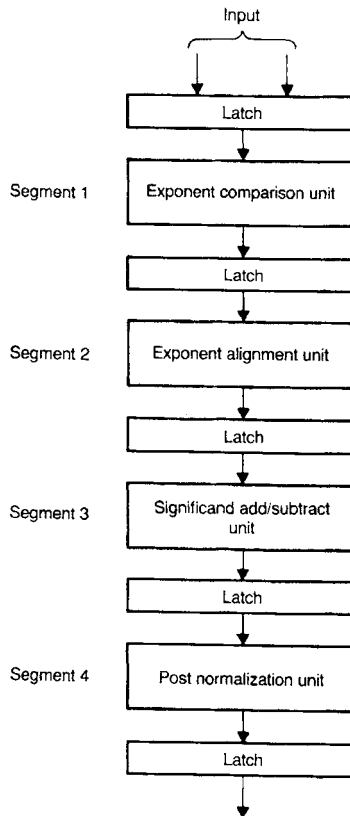 Input
Latch
Segment 1
Exponent comparison unit
Latch
Segment 2
Exponent alignment unit
Latch
Segment 3
Significand add/subtract
unit
Latch
Segment 4
Post normalization unit
Latch